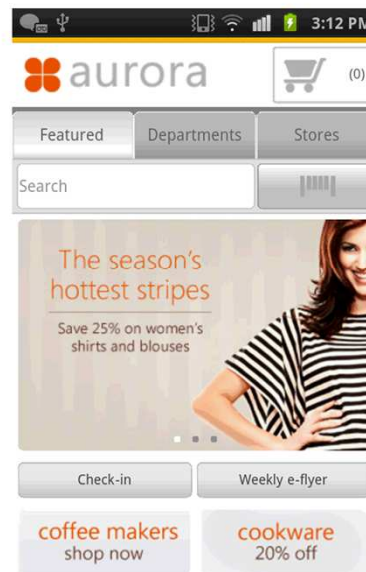 3:12 PM
aurora
(0)
Featured
Departments
Stores
Search
The season's
hottest stripes
Save 25% on women's
shirts and blouses
Check-in
Weekly e-flyer
coffee makers
shop now
cookware
20% off